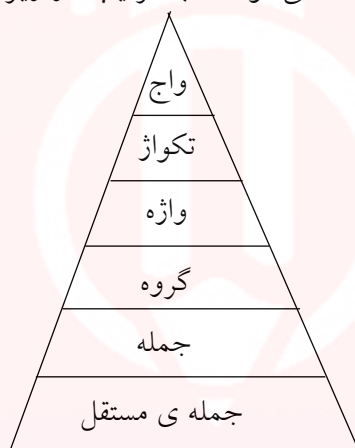 واج
تکواژ
واژه
گروه
جمله
جمله ی مستقل